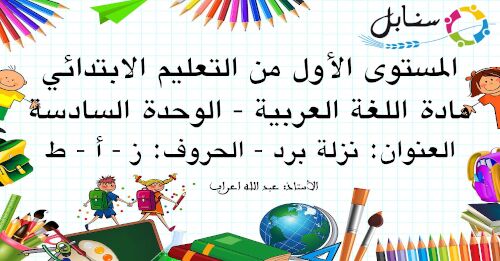 سنابل
المستوى الأول من التعليم الابتدائي
مادة اللغة العربية - الوحدة السادسة
العنوان: نزلة برد - الحروف: ز - أ - ط
الأستاذ: عبد الله اعراب